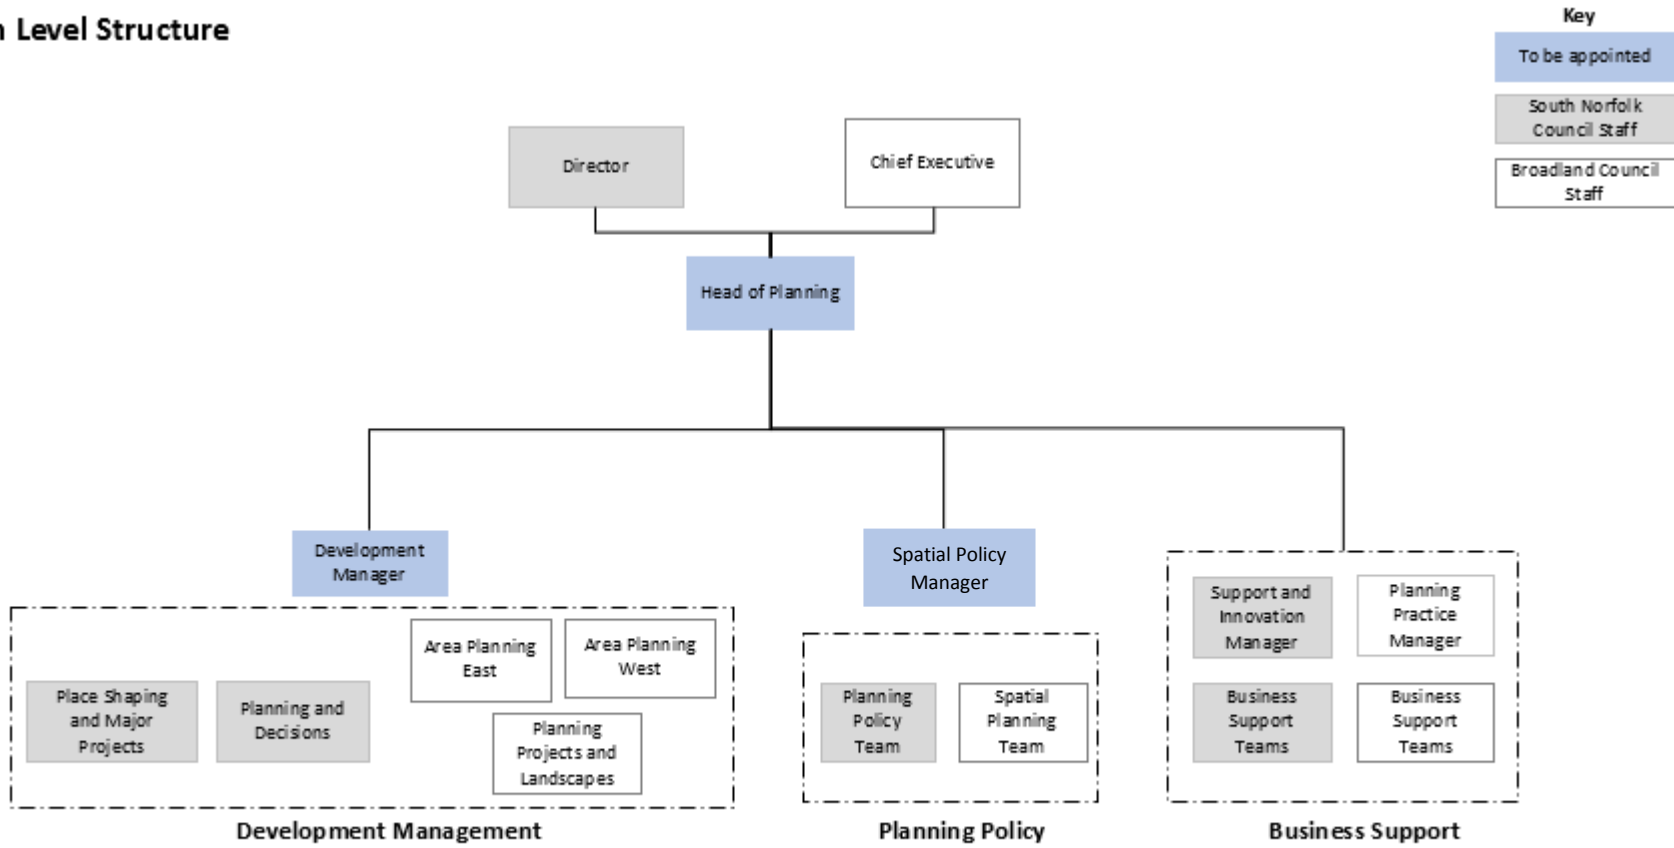 Level Structure
Key
To be appointed
South Norfolk
Council Staff
Broadland Council
Staff
Director
Chief Executive
Head of Planning
Development
Manager
Spatial Policy
Manager
Place Shaping
and Major
Projects
Planning and
Decisions
Area Planning
East
Area Planning
West
Planning
Projects and
Landscapes
Planning
Policy
Team
Spatial
Planning
Team
Support and
Innovation
Manager
Planning
Practice
Manager
Business
Support
Teams
Business
Support
Teams
Development Management
Planning Policy
Business Support